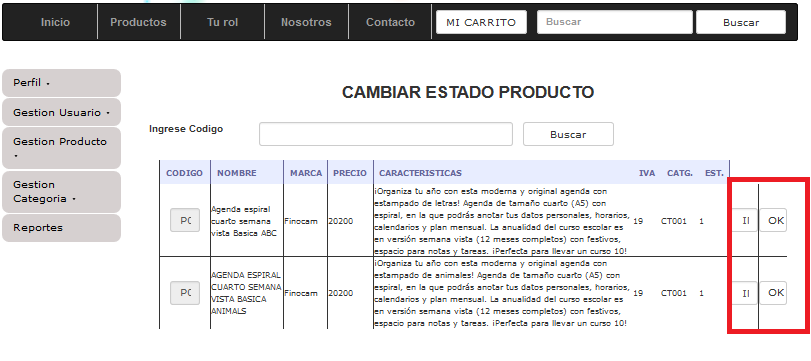 Inicio Productos Tu rol Nosotros Contacto MI CARRITO Buscar Buscar
Perfil
CAMBIAR ESTADO PRODUCTO
Gestion Usuario
Ingrese Codigo Buscar
Gestion Producto
Gestion
Categoria
Reportes
CODIGO NOMBRE MARCA PRECIO CARACTERISTICAS IVA CATG. EST.
PC
Agenda espiral
cuarto semana
vista Basica ABC
Finocam 20200
¡Organiza tu año con esta moderna y original agenda con
estampado de letras! Agenda de tamaño cuarto (A5) con
espiral, en la que podrás anotar tus datos personales, horarios,
calendarios y plan mensual. La anualidad del curso escolar es
en versión semana vista (12 meses completos) con festivos,
espacio para notas y tareas. ¡Perfecta para llevar un curso 10!
19 CT001 1 OK
PC
AGENDA ESPIRAL
CUARTO SEMANA
VISTA BASICA
ANIMALS
Finocam 20200
¡Organiza tu año con esta moderna y original agenda con
estampado de animales! Agenda de tamaño cuarto (A5) con
espiral, en la que podrás anotar tus datos personales, horarios,
calendarios y plan mensual. La anualidad del curso escolar es
en versión semana vista (12 meses completos) con festivos,
espacio para notas y tareas. ¡Perfecta para llevar un curso 10!
19 CT001 1 OK